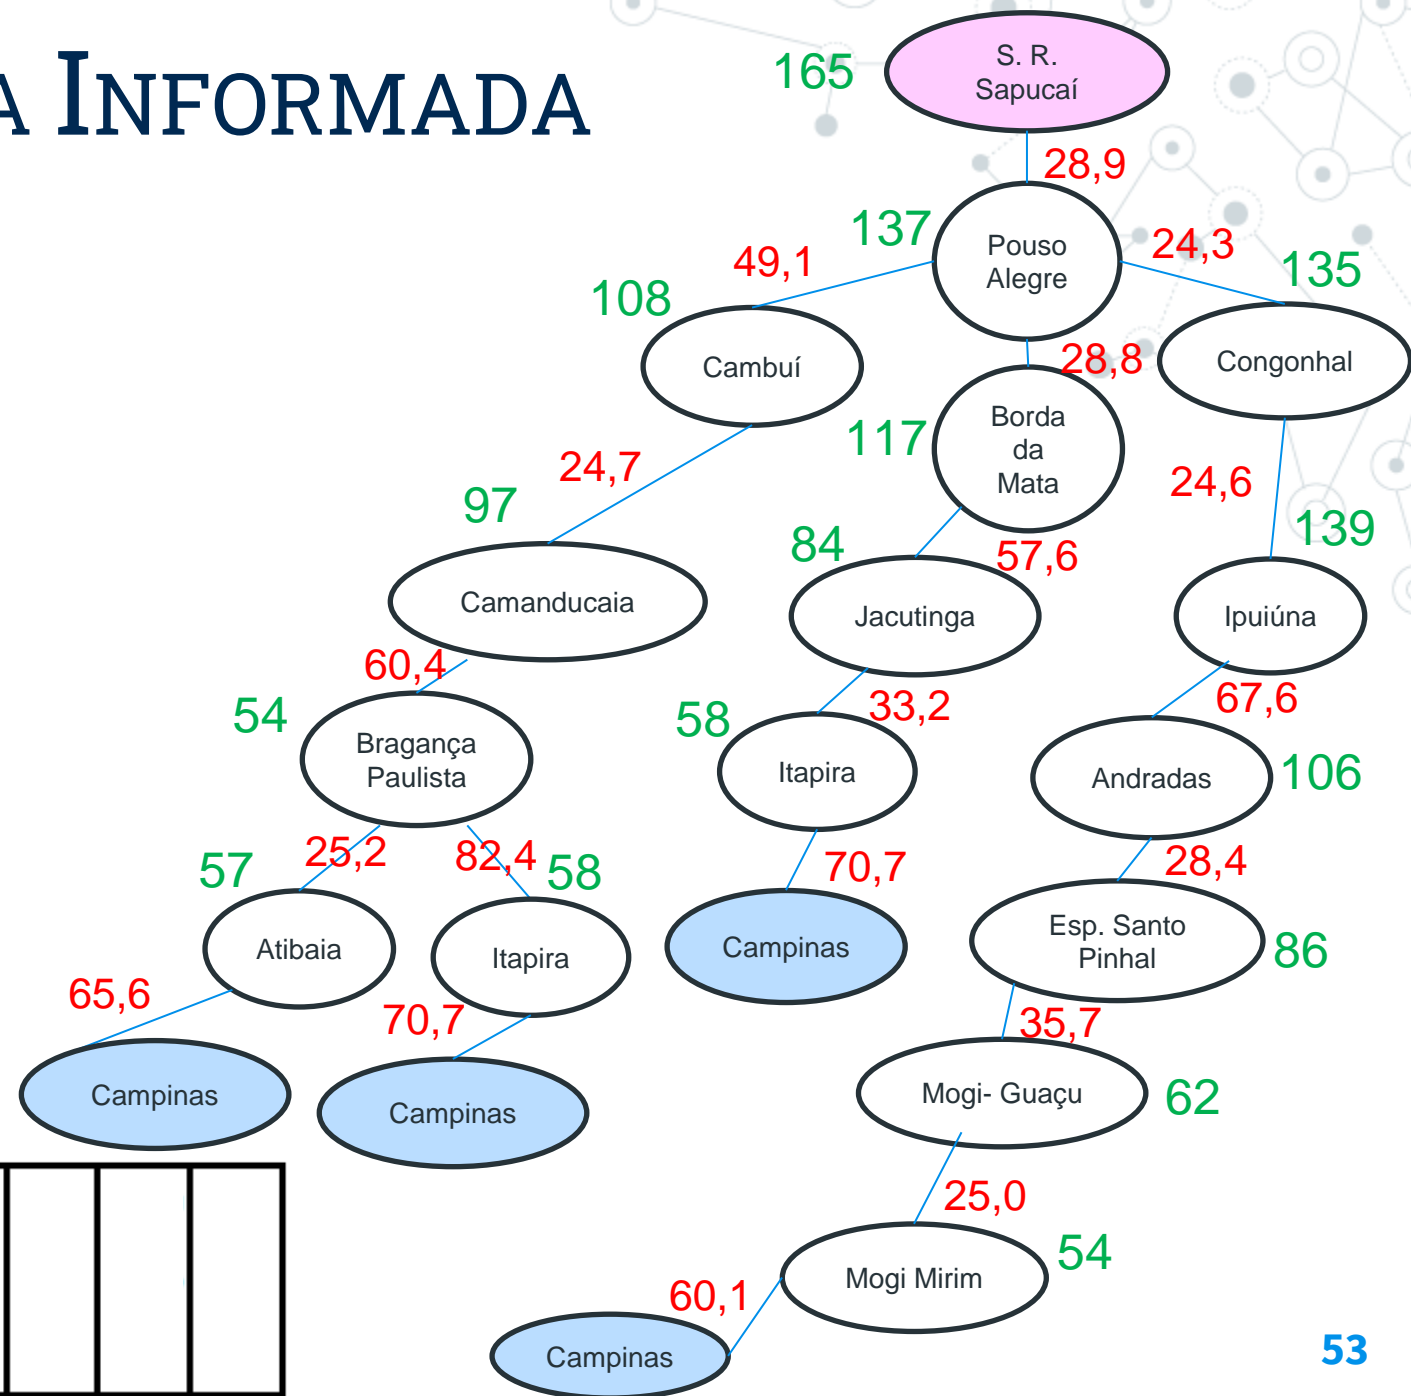 A INFORMADA
165
S. R.
Sapucaí
28,9
137
Pouso
Alegre
49,1
24,3
135
108
Cambuí
28,8
Congonhal
117
Borda
da
Mata
24,7
24,6
97
84
57,6
139
Camanducaia
Jacutinga
Ipuiúna
60,4
54
58
33,2
67,6
Bragança
Paulista
Itapira
Andradas
106
57
25,2
82,4
58
70,7
28,4
Atibaia
Itapira
Campinas
Esp. Santo
Pinhal
86
65,6
70,7
35,7
Campinas
Campinas
Mogi- Guaçu
62
25,0
54
Mogi Mirim
60,1
Campinas
53